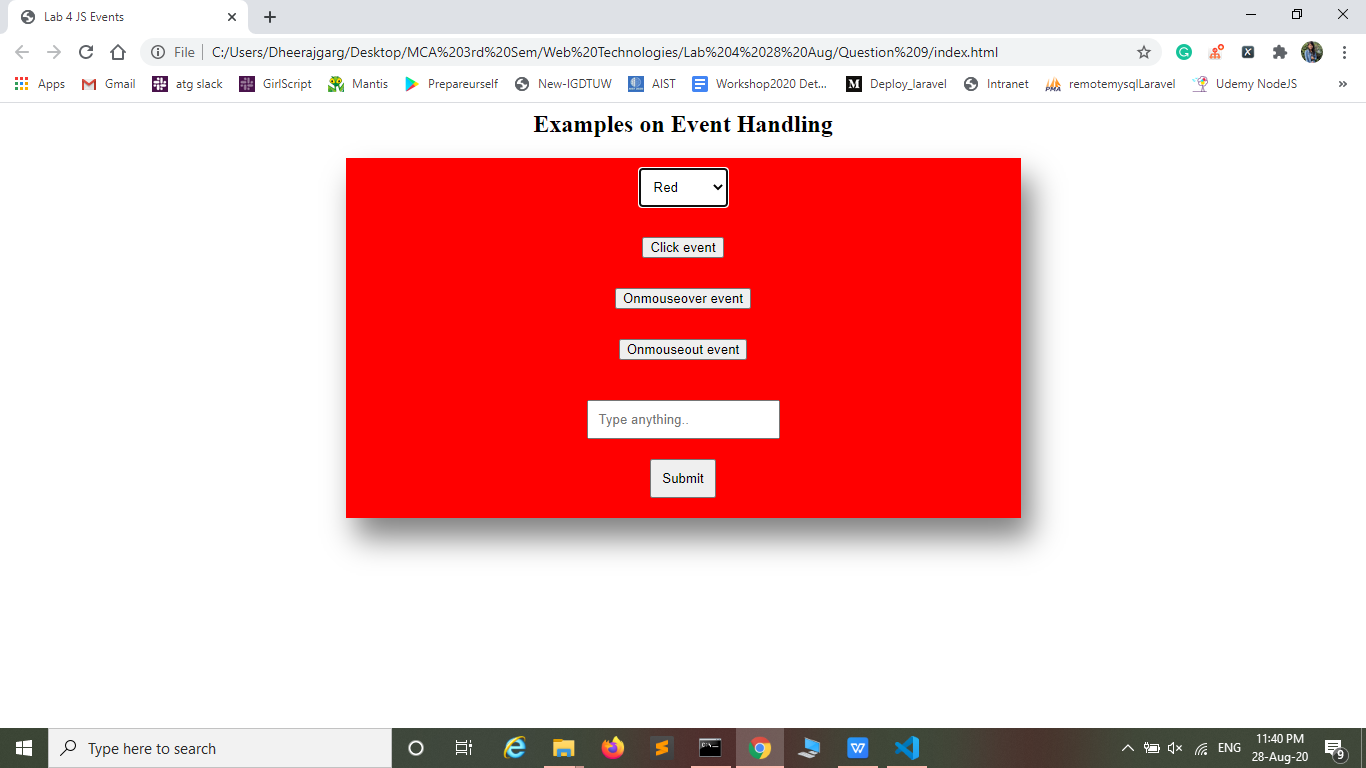 Lab 4 JS Events
File
C:/Users/Dheerajgarg/Desktop/MCA%203rd%20Sem/Web%20Technologies/Lab%204%2028%20Aug/Question%209/index.html
Apps Gmail atg slack GirlScript Mantis Prepareurself New-IGDTUW AIST Workshop2020 Det... M Deploy_laravel Intranet PMA remotemysqlLaravel Udemy NodeJS »
Examples on Event Handling
Red
Click event
Onmouseover event
Onmouseout event
Type anything..
Submit
Type here to search
ENG
11:40 PM
28-Aug-20
9